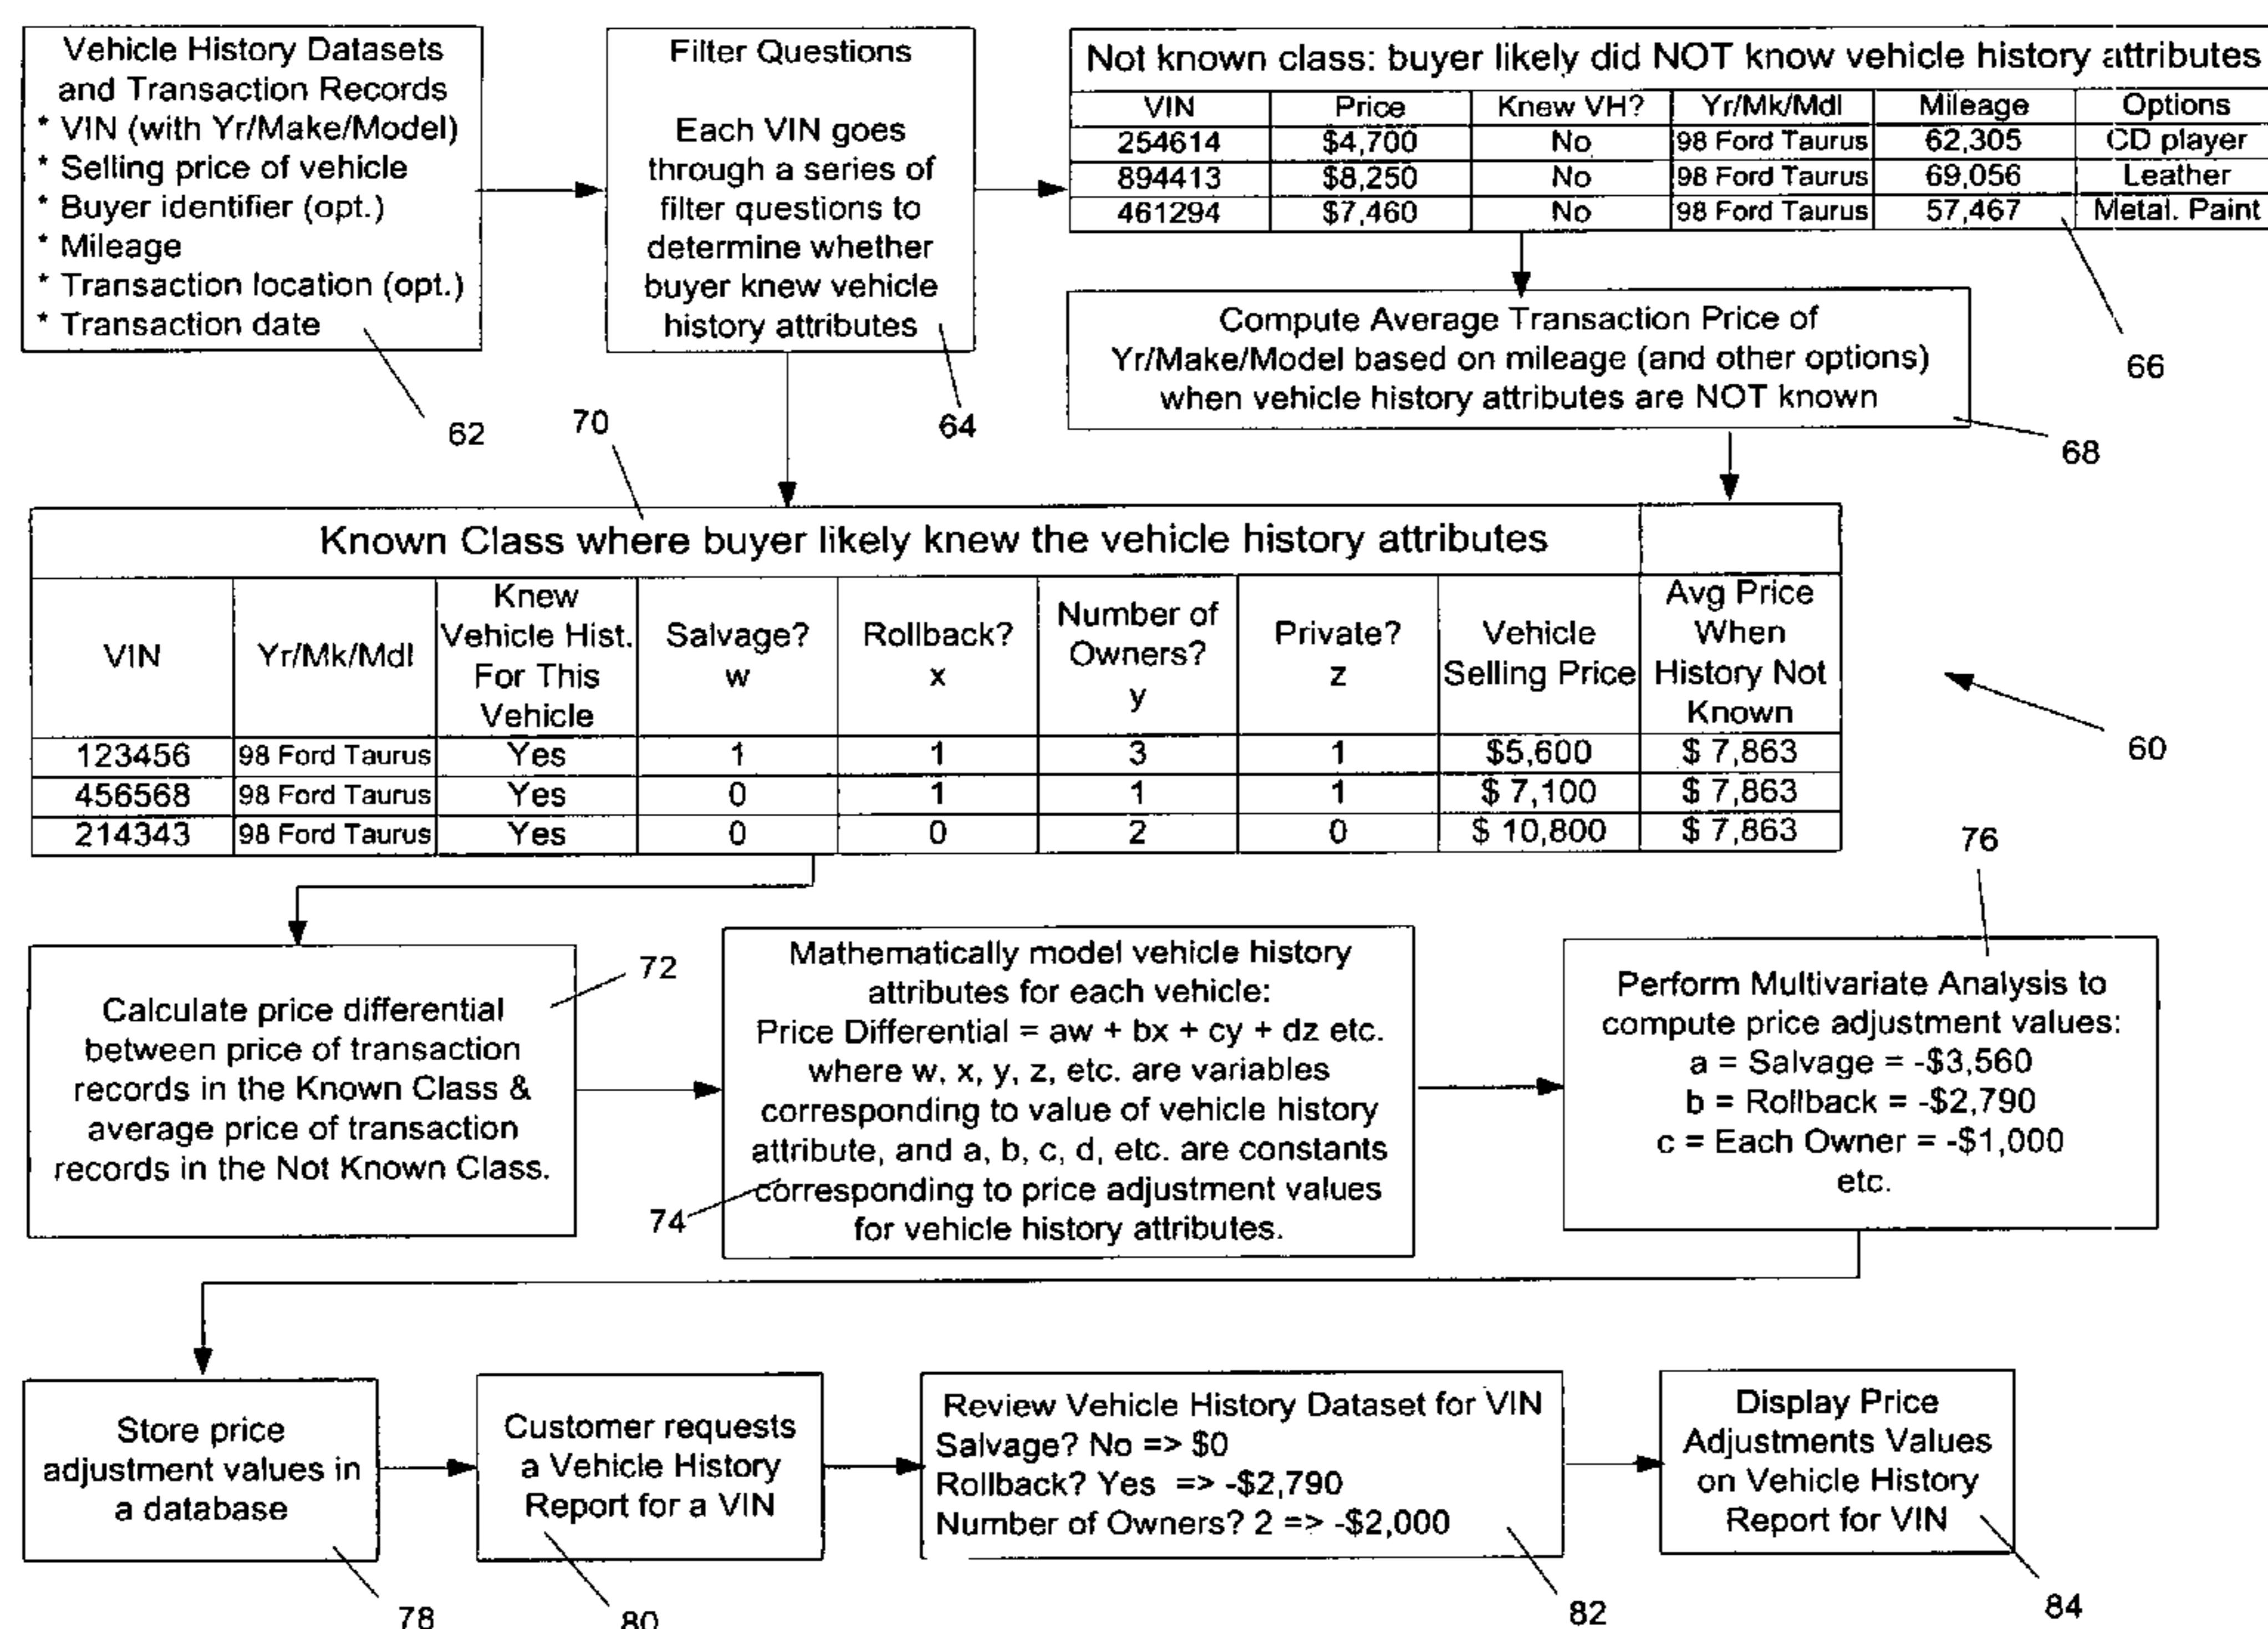 Vehicle History Datasets
and Transaction Records
* VIN (with Yr/Make/Model)
* Selling price of vehicle
* Buyer identifier (opt.)
* Mileage
* Transaction location (opt.)
* Transaction date
62
Filter Questions
Each VIN goes
through a series of
filter questions to
determine whether
buyer knew vehicle
history attributes
64
Not known class: buyer likely did NOT know vehicle history attributes
VIN Price Knew VH? Yr/Mk/Mdl Mileage Options
254614 $4,700 No 98 Ford Taurus 62,305 CD player
894413 $8,250 No 98 Ford Taurus 69,056 Leather
461294 $7,460 No 98 Ford Taurus 57,467 Metal. Paint
66
Compute Average Transaction Price of
Yr/Make/Model based on mileage (and other options)
when vehicle history attributes are NOT known
68
70
Known Class where buyer likely knew the vehicle history attributes
VIN
Yr/Mk/Mdl
Knew
Vehicle Hist.
For This
Vehicle
Salvage?
w
Rollback?
x
Number of
Owners?
y
Private?
z
Vehicle
Selling Price
Avg Price
When
History Not
Known
123456 98 Ford Taurus Yes 1 1 3 1 $5,600 $ 7,863
456568 98 Ford Taurus Yes 0 1 1 1 $ 7,100 $ 7,863
214343 98 Ford Taurus Yes 0 0 2 0 $ 10,800 $ 7,863
60
Calculate price differential
between price of transaction
records in the Known Class &
average price of transaction
records in the Not Known Class.
72
Mathematically model vehicle history
attributes for each vehicle:
Price Differential = aw + bx + cy + dz etc.
where w, x, y, z, etc. are variables
corresponding to value of vehicle history
attribute, and a, b, c, d, etc. are constants
corresponding to price adjustment values
for vehicle history attributes.
74
76
Perform Multivariate Analysis to
compute price adjustment values:
a = Salvage = -$3,560
b = Rollback = -$2,790
c = Each Owner = -$1,000
etc.
Store price
adjustment values in
a database
78
Customer requests
a Vehicle History
Report for a VIN
80
Review Vehicle History Dataset for VIN
Salvage? No => $0
Rollback? Yes => -$2,790
Number of Owners? 2 => -$2,000
82
Display Price
Adjustments Values
on Vehicle History
Report for VIN
84